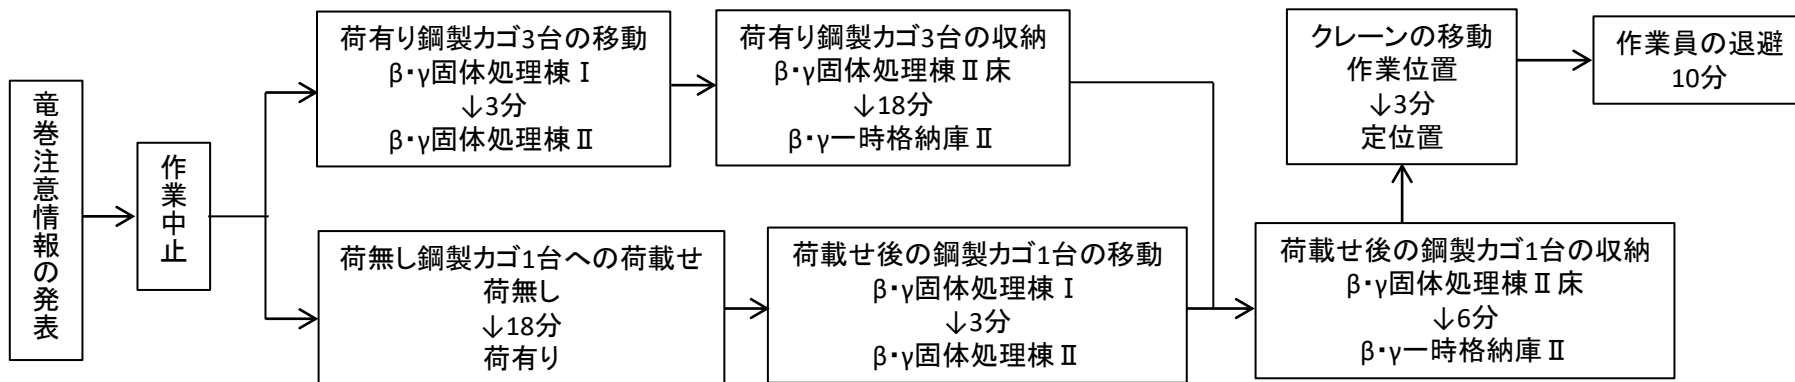 竜巻注意情報の発表
作業中止
荷有り鋼製カゴ3台の移動
β・γ固体処理棟Ⅰ
↓3分
β・γ固体処理棟Ⅱ
荷有り鋼製カゴ3台の収納
β・γ固体処理棟Ⅱ床
↓18分
β・γ一時格納庫Ⅱ
荷無し鋼製カゴ1台への荷載せ
荷無し
↓18分
荷有り
荷載せ後の鋼製カゴ1台の移動
β・γ固体処理棟Ⅰ
↓3分
β・γ固体処理棟Ⅱ
荷載せ後の鋼製カゴ1台の収納
β・γ固体処理棟Ⅱ床
↓6分
β・γ一時格納庫Ⅱ
クレーンの移動
作業位置
↓3分
定位置
作業員の退避
10分